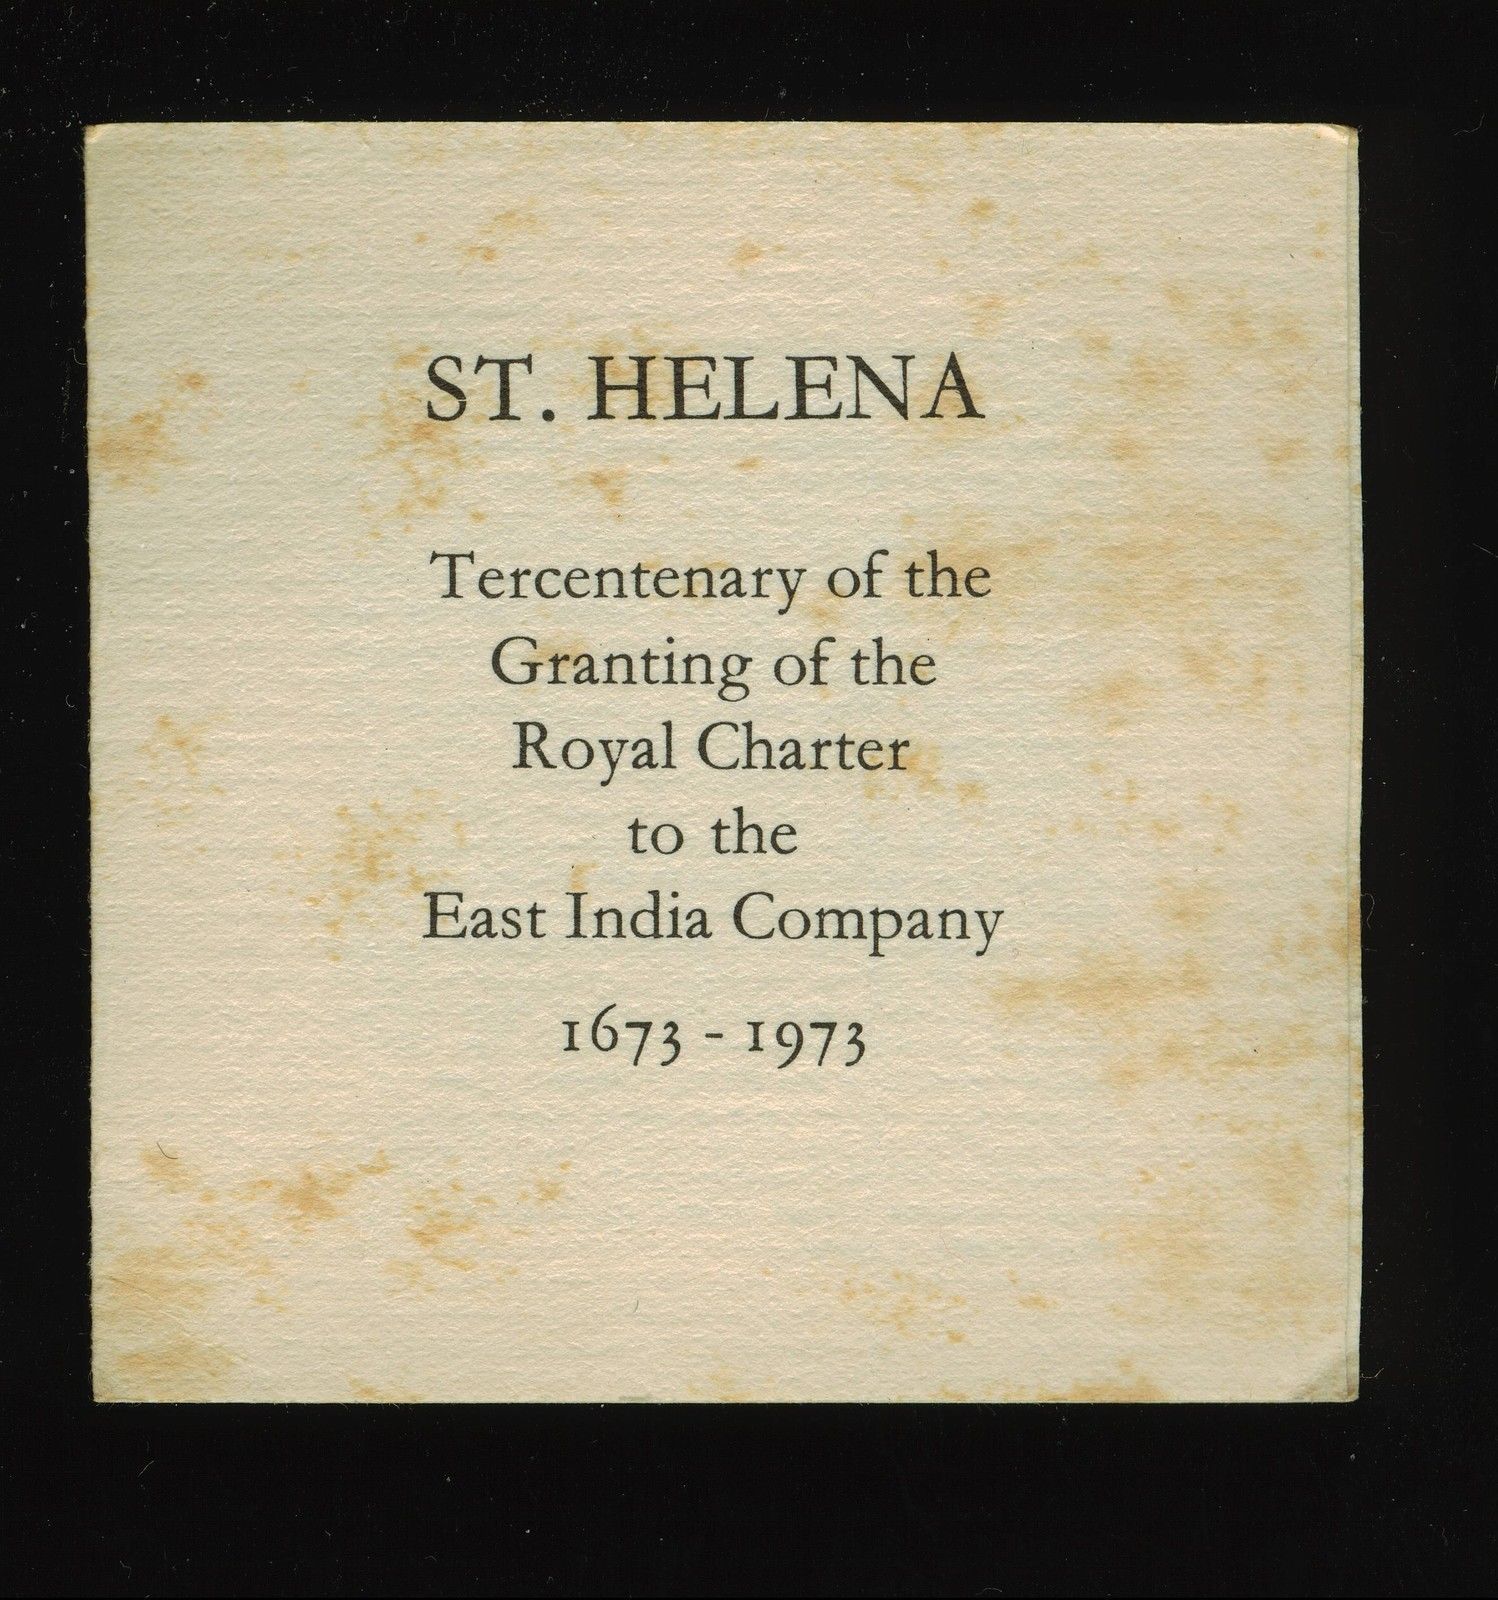 ST. HELENA
Tercentenary of the
Granting of the
Royal Charter
to the
East India Company
1673 - 1973